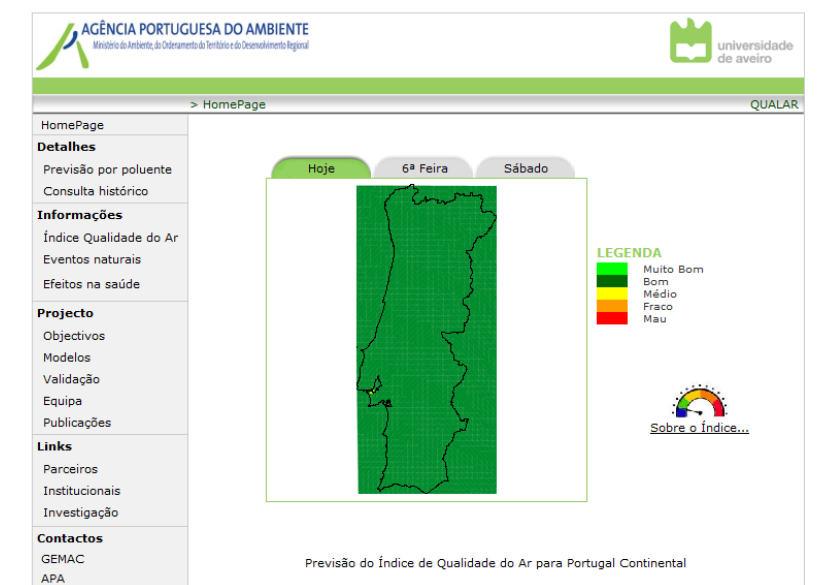 AGÊNCIA PORTUGUESA DO AMBIENTE
Ministério do Ambiente, do Ordenamento do Território e do Desenvolvimento Regional
universidade
de aveiro
> HomePage
QUALAR
HomePage
Detalhes
Previsão por poluente
Consulta histórico
Informações
Índice Qualidade do Ar
Eventos naturais
Efeitos na saúde
Projecto
Objectivos
Modelos
Validação
Equipa
Publicações
Links
Parceiros
Institucionais
Investigação
Contactos
GEMAC
APA
Hoje
6ª Feira
Sábado
LEGENDA
Muito Bom
Bom
Médio
Fraco
Mau
Sobre o Índice...
Previsão do Índice de Qualidade do Ar para Portugal Continental